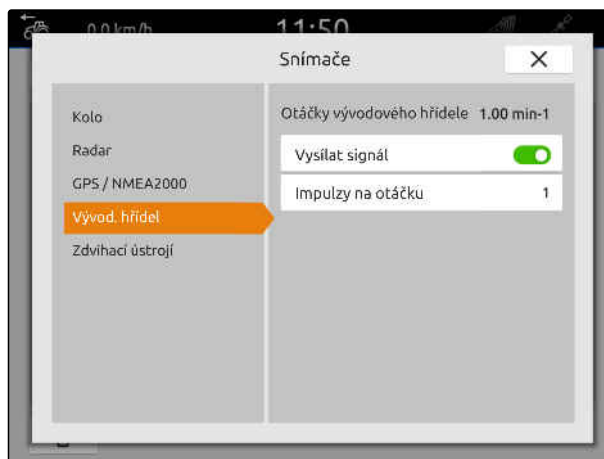 0.0 km/h
11:50
Snímače
Kolo
Radar
GPS / NMEA2000
Vývod. hřídel
Zdvihací ústrojí
Otáčky vývodového hřídele 1.00 min-1
Vysílat signál
Impulzy na otáčku 1